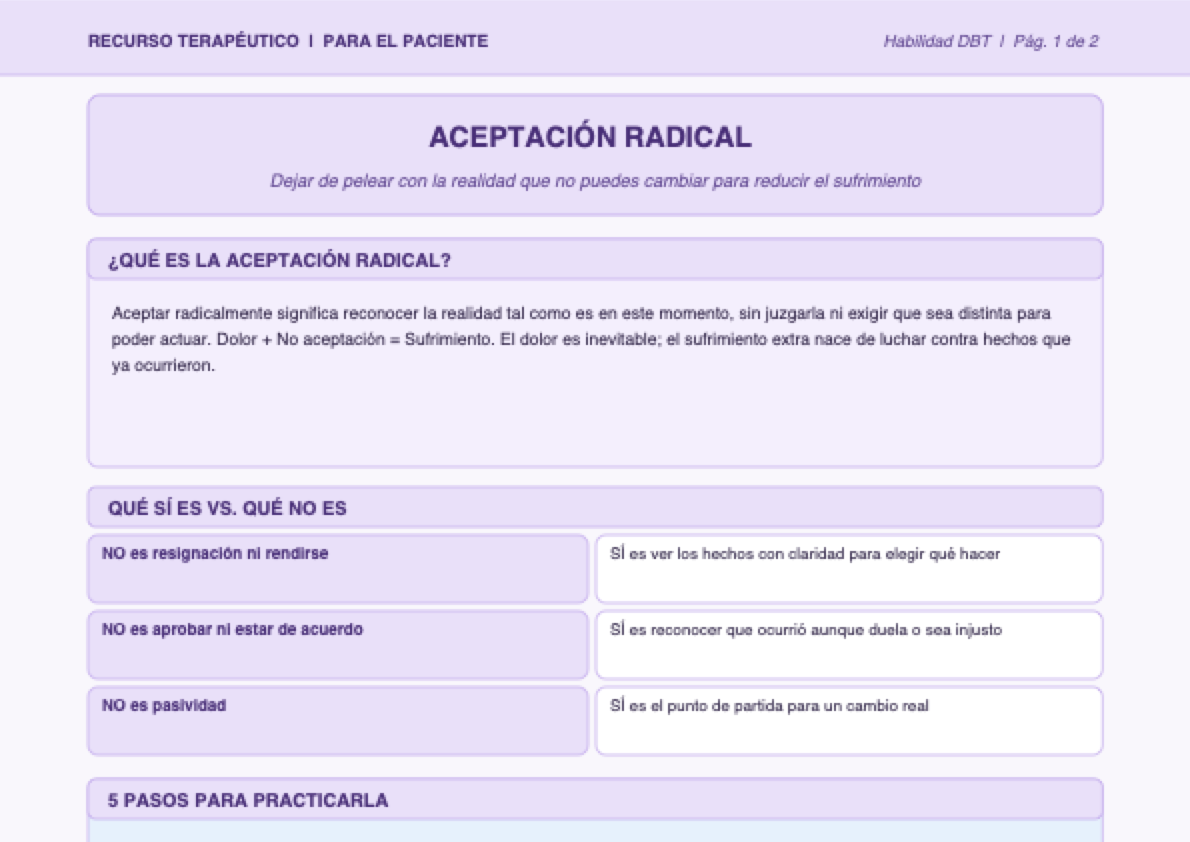 RECURSO TERAPÉUTICO | PARA EL PACIENTE
Habilidad DBT | Pág. 1 de 2
ACEPTACIÓN RADICAL
Dejar de pelear con la realidad que no puedes cambiar para reducir el sufrimiento
¿QUÉ ES LA ACEPTACIÓN RADICAL?
Aceptar radicalmente significa reconocer la realidad tal como es en este momento, sin juzgarla ni exigir que sea distinta para
poder actuar. Dolor + No aceptación = Sufrimiento. El dolor es inevitable; el sufrimiento extra nace de luchar contra hechos que
ya ocurrieron.
QUÉ SÍ ES VS. QUÉ NO ES
NO es resignación ni rendirse
SÍ es ver los hechos con claridad para elegir qué hacer
NO es aprobar ni estar de acuerdo
SÍ es reconocer que ocurrió aunque duela o sea injusto
NO es pasividad
SÍ es el punto de partida para un cambio real
5 PASOS PARA PRACTICARLA